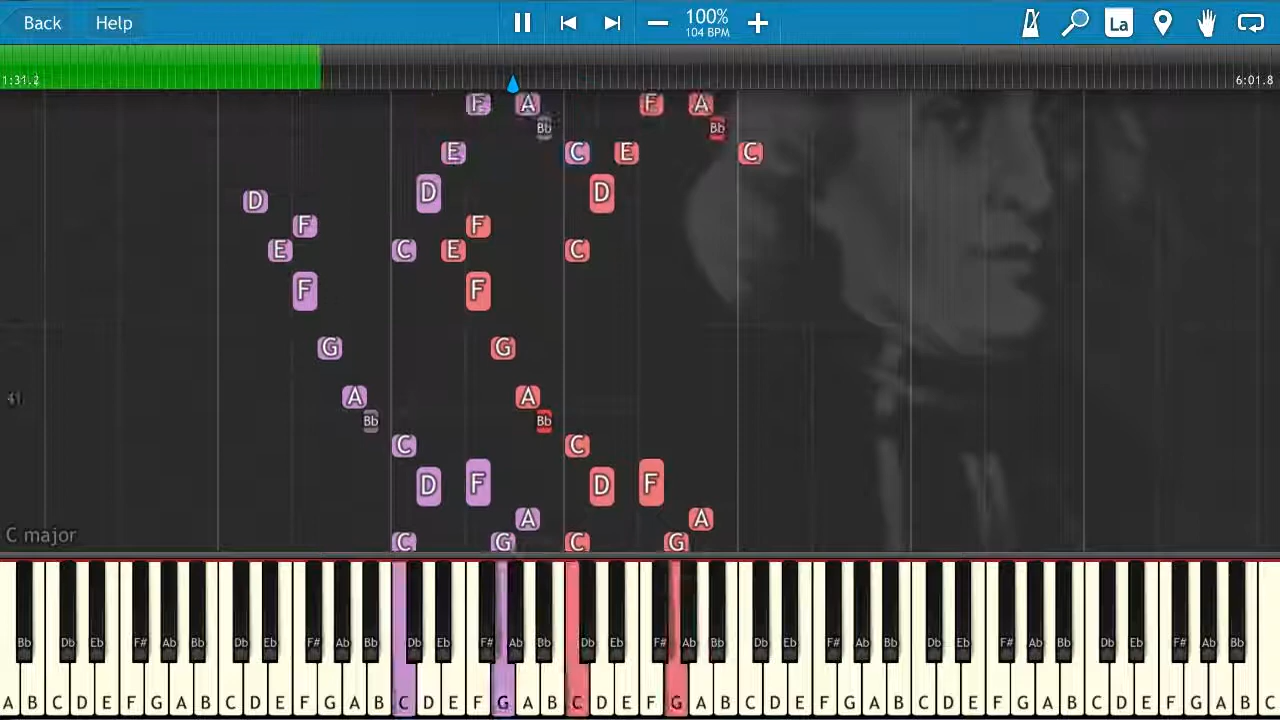 Back Help 100% La
104 BPM
1:31.2 6:01.8
F A F A
Bb Bb
E C E C
D D D
F F
E C E C
F F
G G
41 A A
Bb Bb
C C
D F D F
A A
C major C G C G
Bb Db Eb F# Ab Bb Db Eb F# Ab Bb Db Eb F# Ab Bb Db Eb F# Ab Bb Db Eb F# Ab Bb Db Eb F# Ab Bb Db Eb F# Ab Bb
A B C D E F G A B C D E F G A B C D E F G A B C D E F G A B C D E F G A B C D E F G A B C D E F G A B C